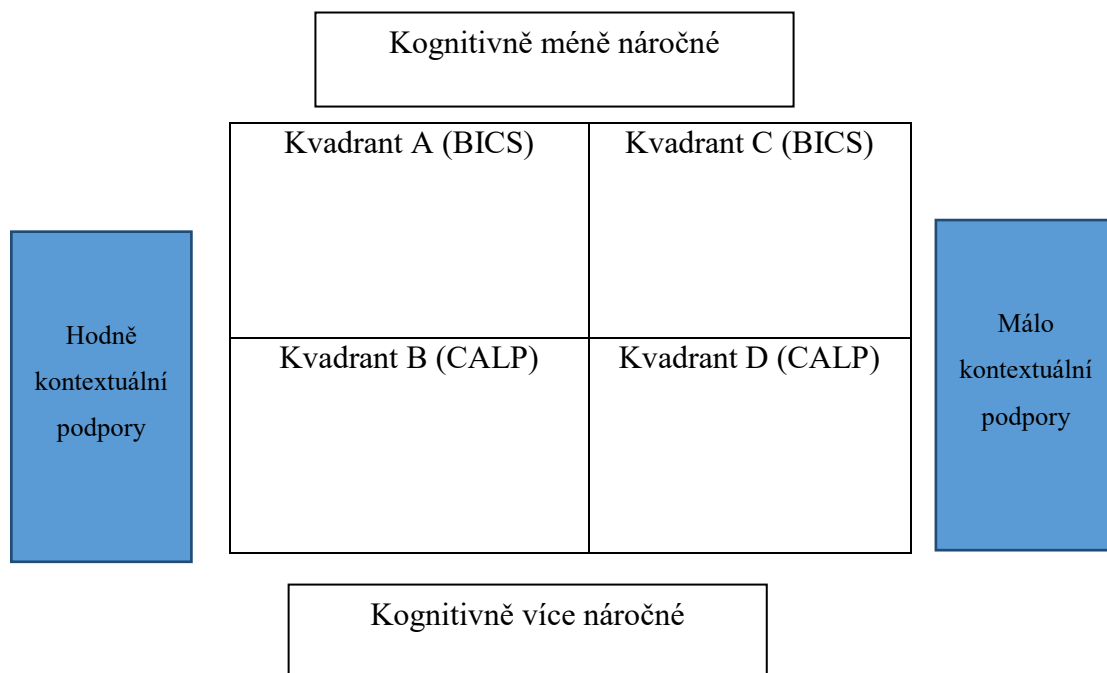 Kognitivně méně náročné
Kvadrant A (BICS)
Kvadrant C (BICS)
Hodně
kontextuální
podpory
Málo
kontextuální
podpory
Kvadrant B (CALP)
Kvadrant D (CALP)
Kognitivně více náročné